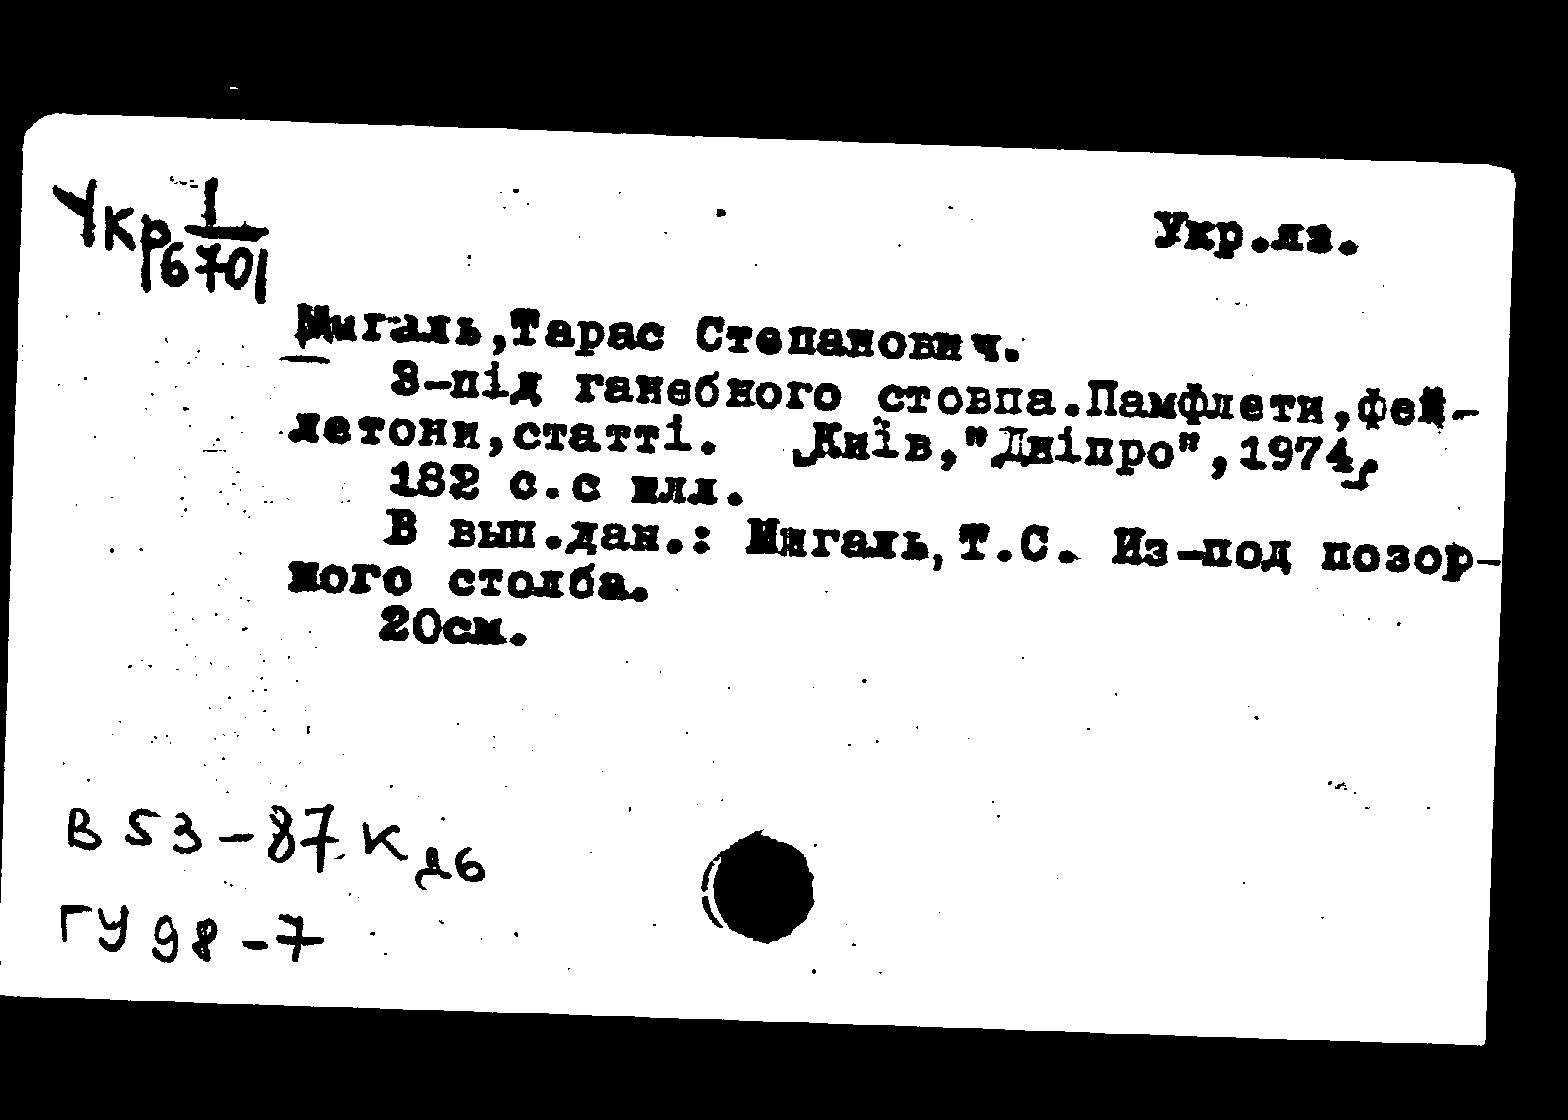 Укр 1
6701
Укр.яз.
Мигаль,Тарас Степанович.
З-під ганебного стовпа.Памфлети,фей-
летони,статті. Київ,"Дніпро",1974,
182 с.с илл.
В вып.дан.: Мигаль,Т.С. Из-под позор-
ного столба.
20см.
В 53-87 К д6
ГУ 98-7